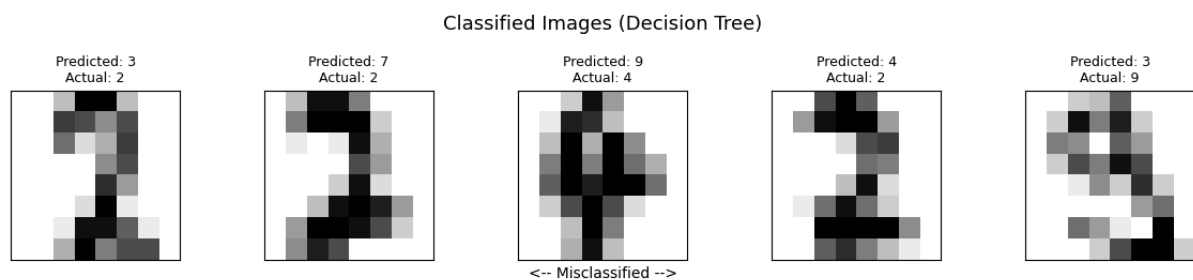 Classified Images (Decision Tree)
Predicted: 3
Actual: 2
Predicted: 7
Actual: 2
Predicted: 9
Actual: 4
Predicted: 4
Actual: 2
Predicted: 3
Actual: 9
<-- Misclassified -->